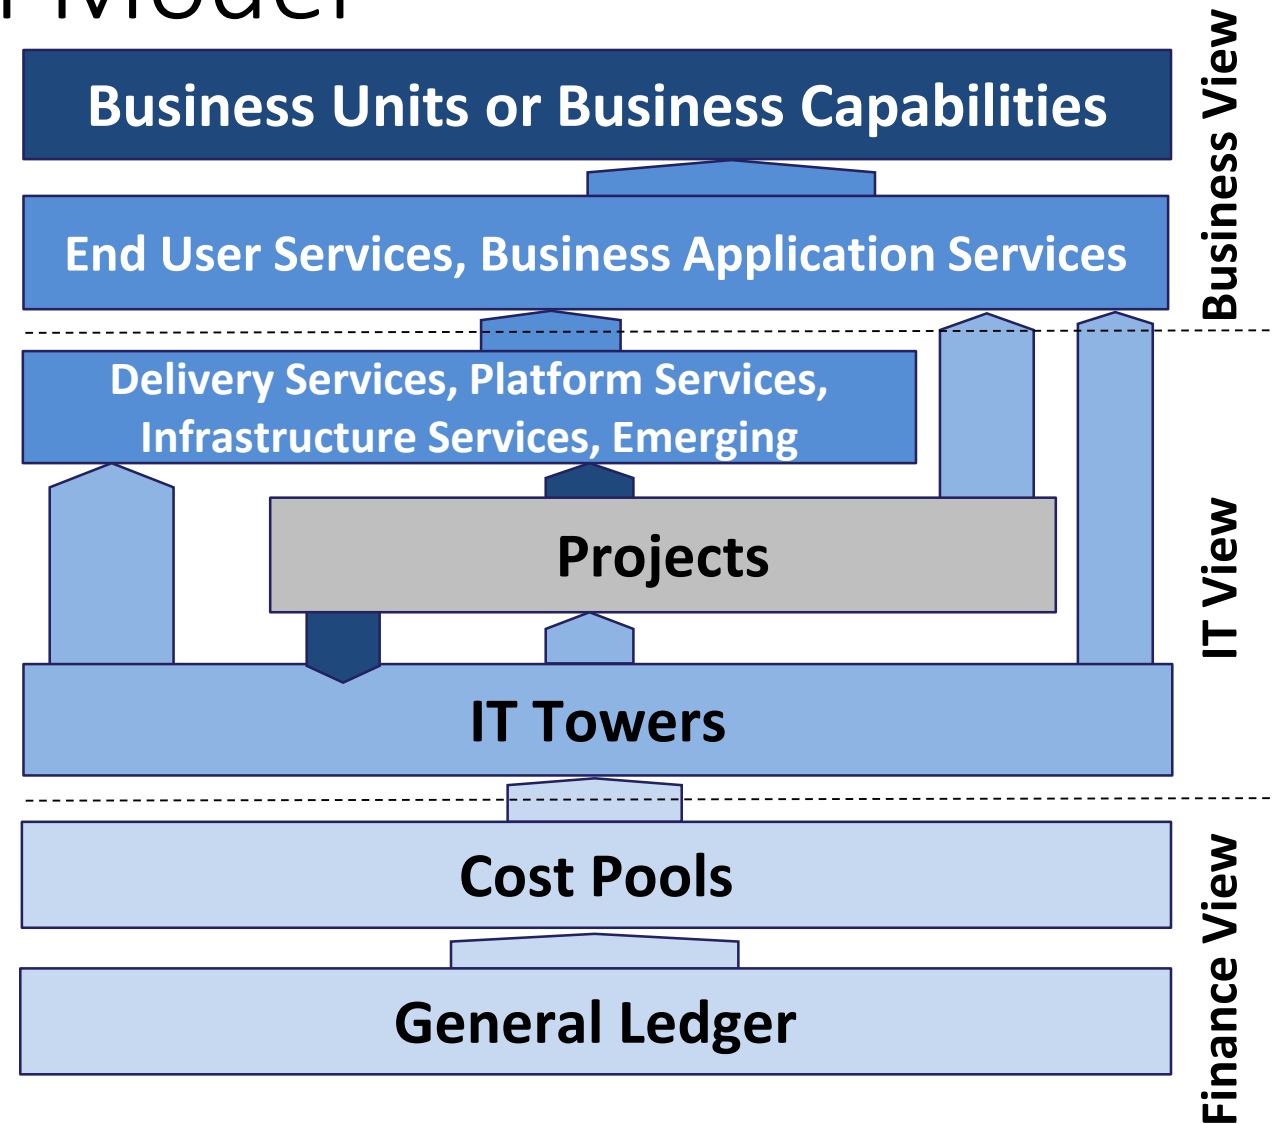 Model
Business Units or Business Capabilities
End User Services, Business Application Services
Delivery Services, Platform Services,
Infrastructure Services, Emerging
Projects
IT Towers
Cost Pools
General Ledger
Business View
IT View
Finance View